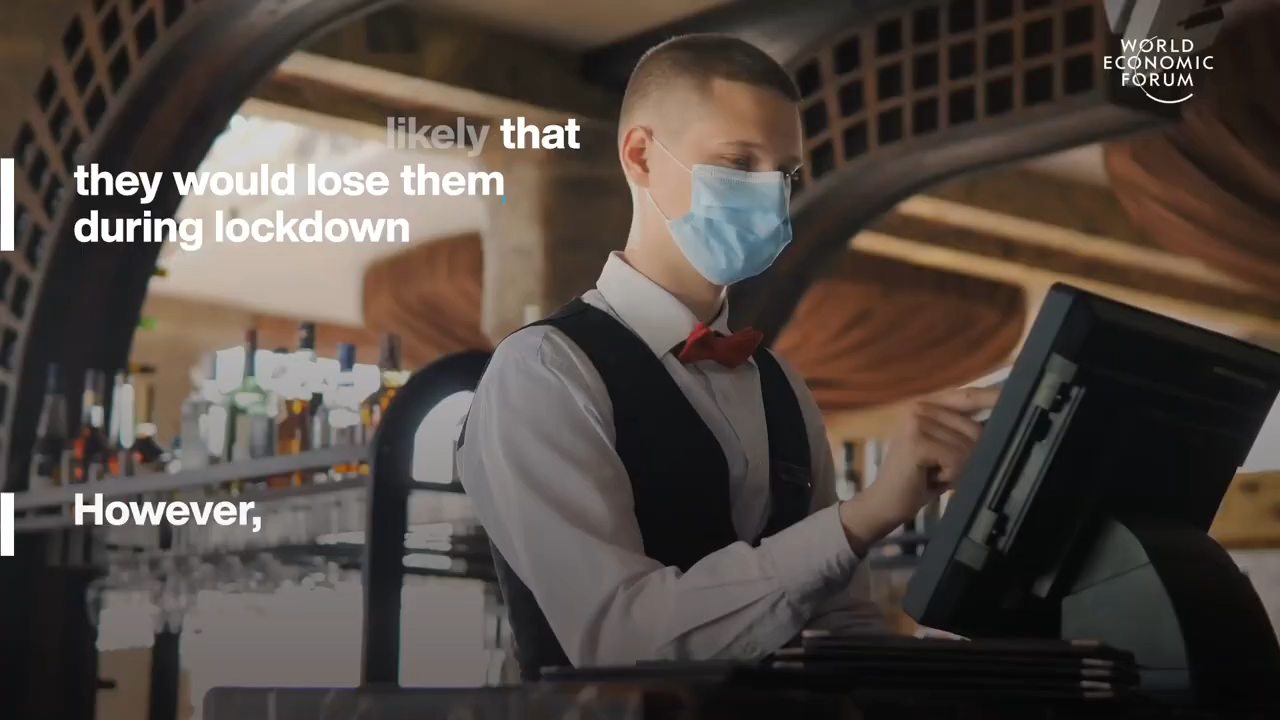 likely that
they would lose them
during lockdown
However,
WORLD
ECONOMIC
FORUM